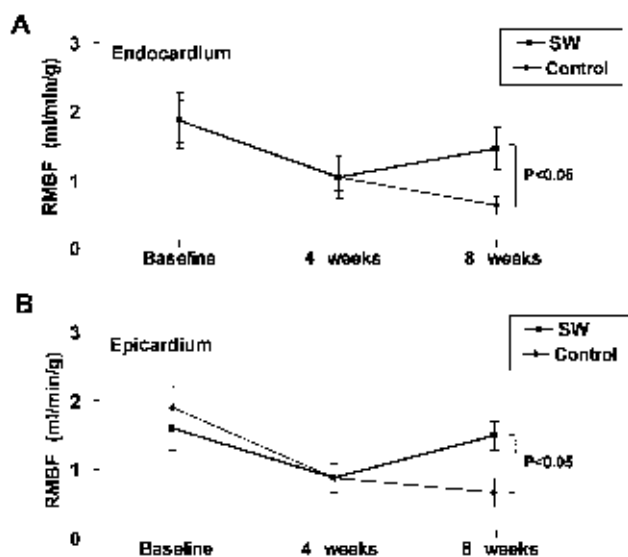 A
3
Endocardium
SW
Control
2
RMBF (ml/min/g)
1
P<0.05
0
Baseline
4 weeks
8 weeks
B
3
Epicardium
SW
Control
2
RMBF (ml/min/g)
1
P<0.05
0
Baseline
4 weeks
8 weeks